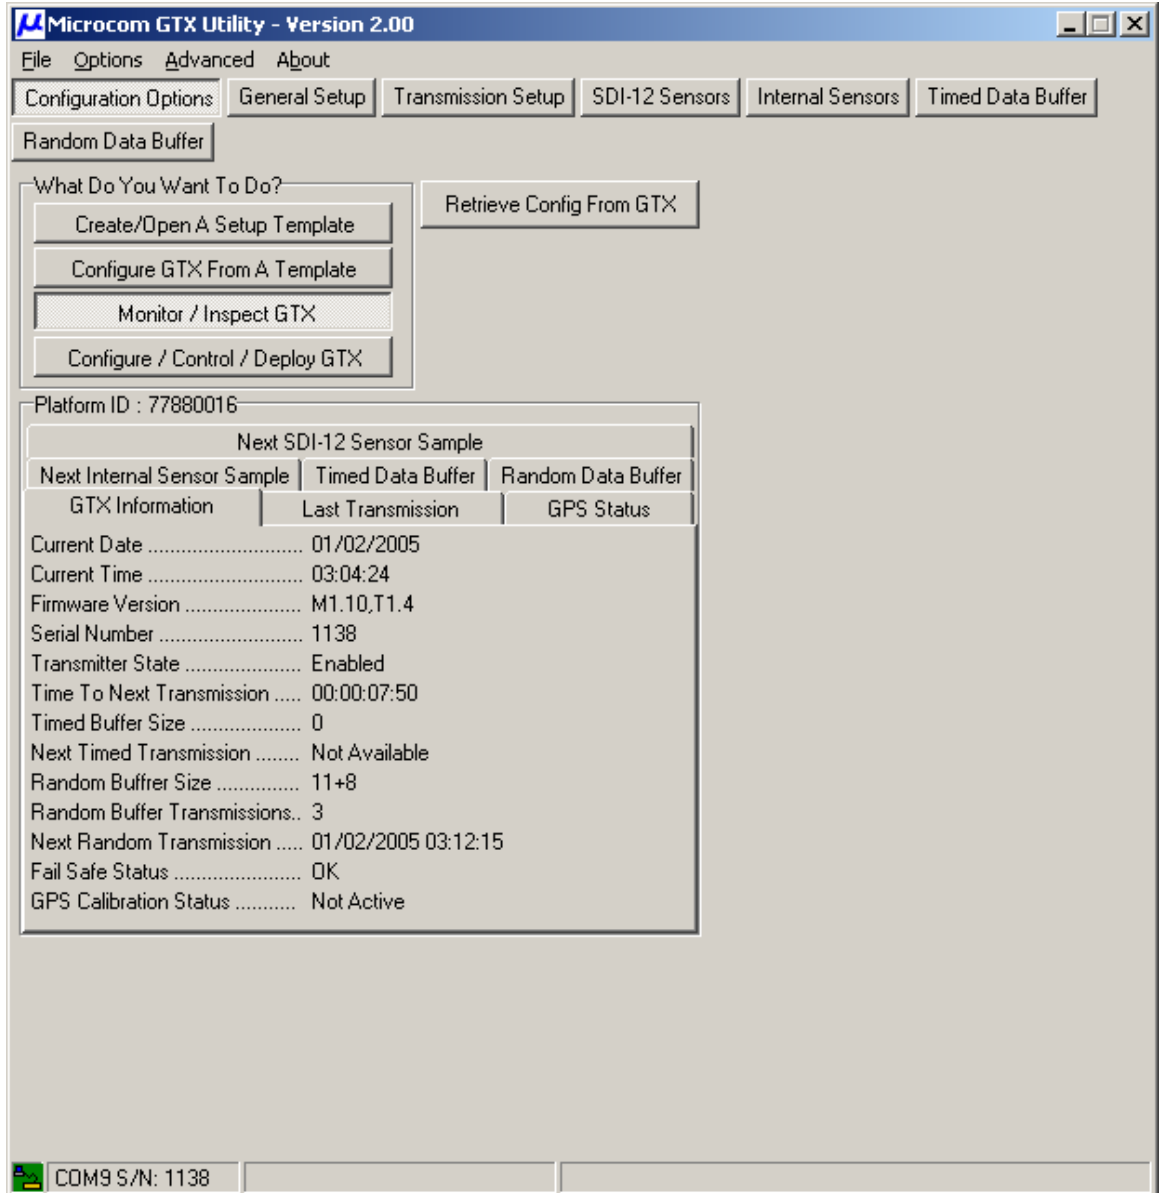 Microcom GTX Utility - Version 2.00
File Options Advanced About
Configuration Options General Setup Transmission Setup SDI-12 Sensors Internal Sensors Timed Data Buffer
Random Data Buffer
What Do You Want To Do?
Retrieve Config From GTX
Create/Open A Setup Template
Configure GTX From A Template
Monitor / Inspect GTX
Configure / Control / Deploy GTX
Platform ID : 77880016
Next SDI-12 Sensor Sample
Next Internal Sensor Sample Timed Data Buffer Random Data Buffer
GTX Information Last Transmission GPS Status
Current Date ............................ 01/02/2005
Current Time ............................ 03:04:24
Firmware Version ..................... M1.10,T1.4
Serial Number .......................... 1138
Transmitter State ..................... Enabled
Time To Next Transmission ..... 00:00:07:50
Timed Buffer Size .................... 0
Next Timed Transmission ........ Not Available
Random Buffrer Size ............... 11+8
Random Buffer Transmissions.. 3
Next Random Transmission ..... 01/02/2005 03:12:15
Fail Safe Status ....................... OK
GPS Calibration Status ........... Not Active
COM9 S/N: 1138